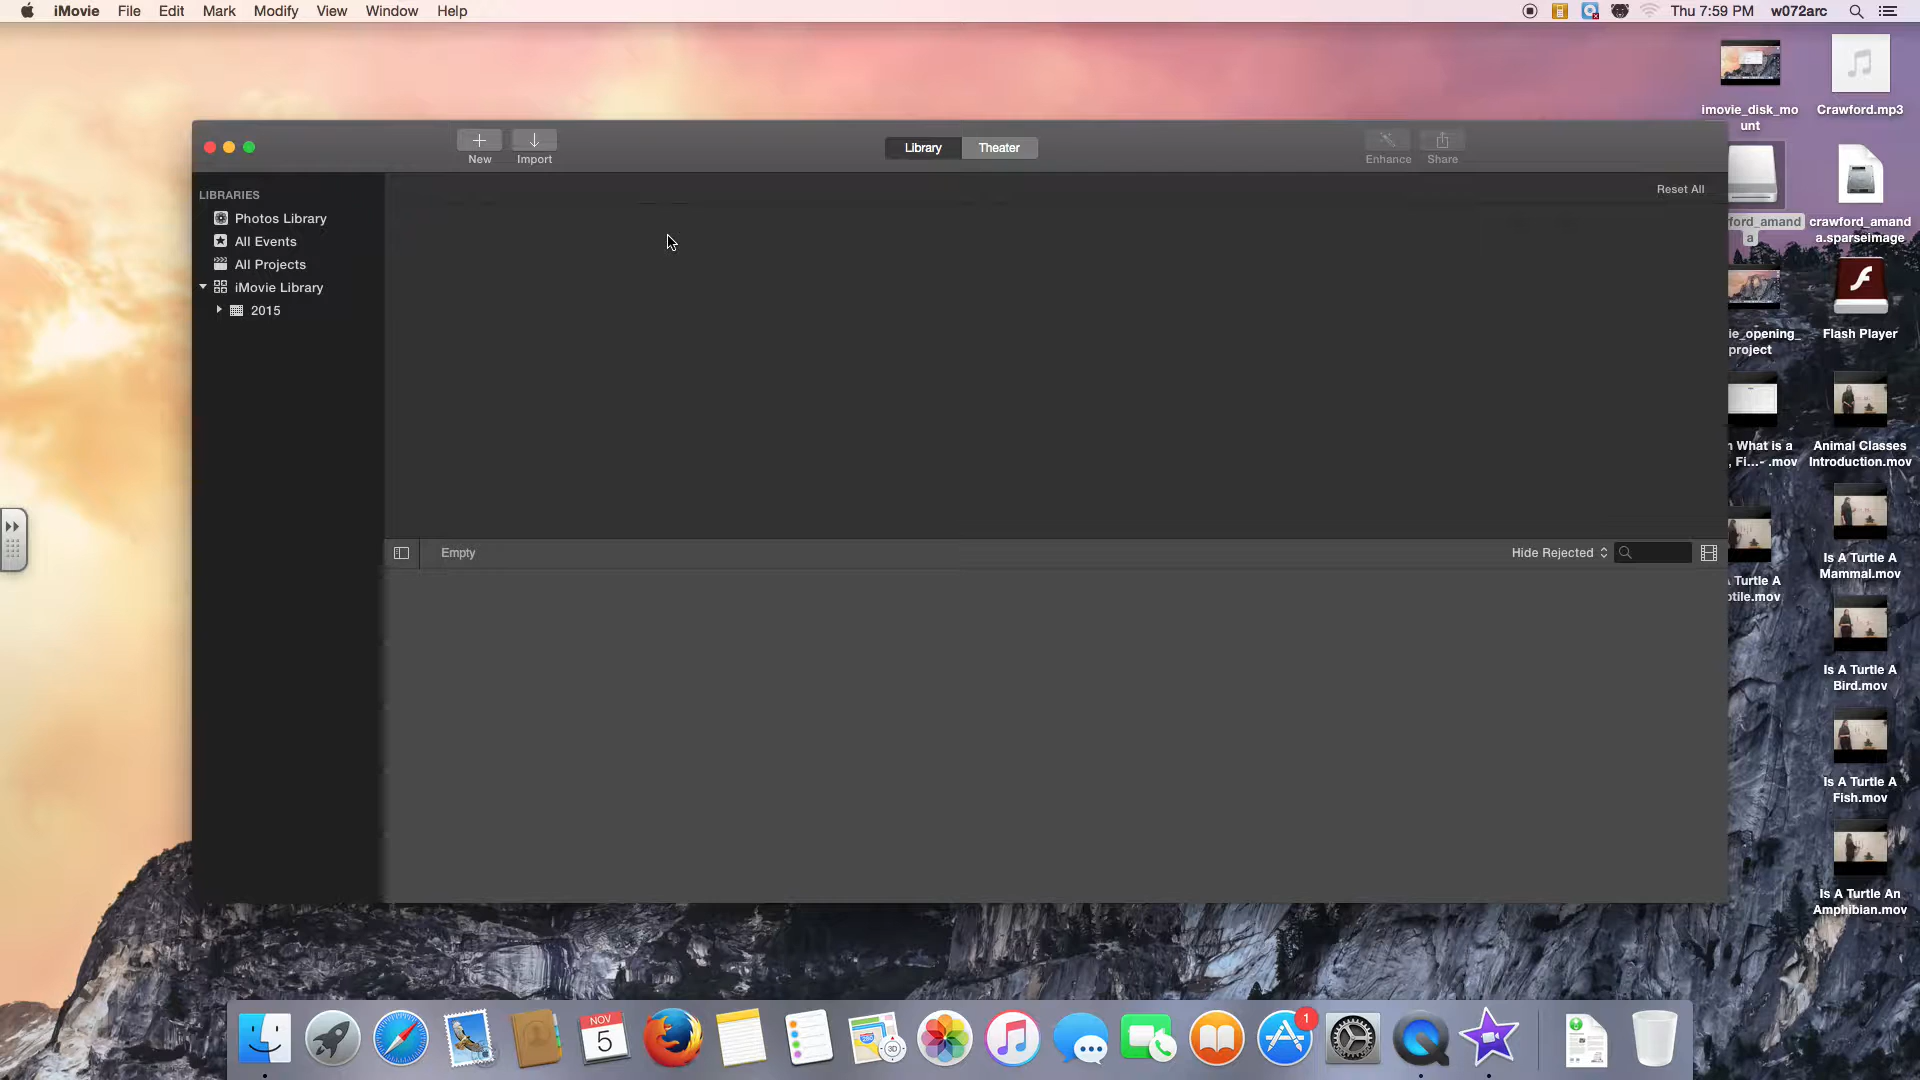 iMovie File Edit Mark Modify View Window Help
Thu 7:59 PM w072arc
New
Import
Library
Theater
Enhance
Share
Reset All
LIBRARIES
Photos Library
All Events
All Projects
iMovie Library
2015
Empty
Hide Rejected
imovie_disk_mo
unt
Crawford.mp3
ford_amand
a
crawford_amand
a.sparseimage
ie_opening_
project
Flash Player
What is a
, Fi...- .mov
Animal Classes
Introduction.mov
Turtle A
ptile.mov
Is A Turtle A
Mammal.mov
Is A Turtle A
Bird.mov
Is A Turtle A
Fish.mov
Is A Turtle An
Amphibian.mov
NOV
5
3D
1